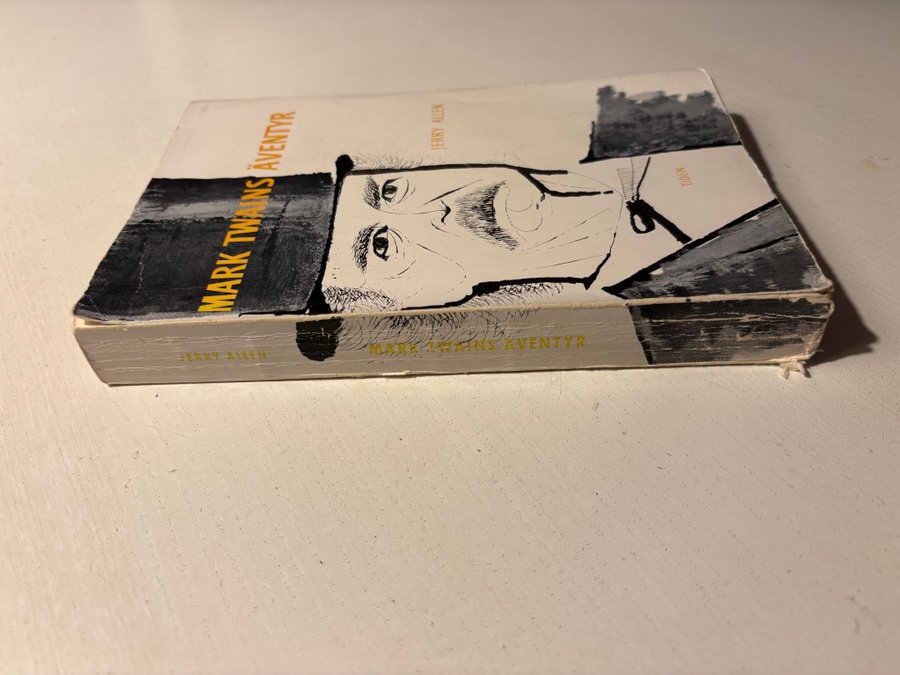 MARK TWAINS ÄVENTYR
JERRY ALLEN
TIDEN
JERRY ALLEN
MARK TWAINS ÄVENTYR